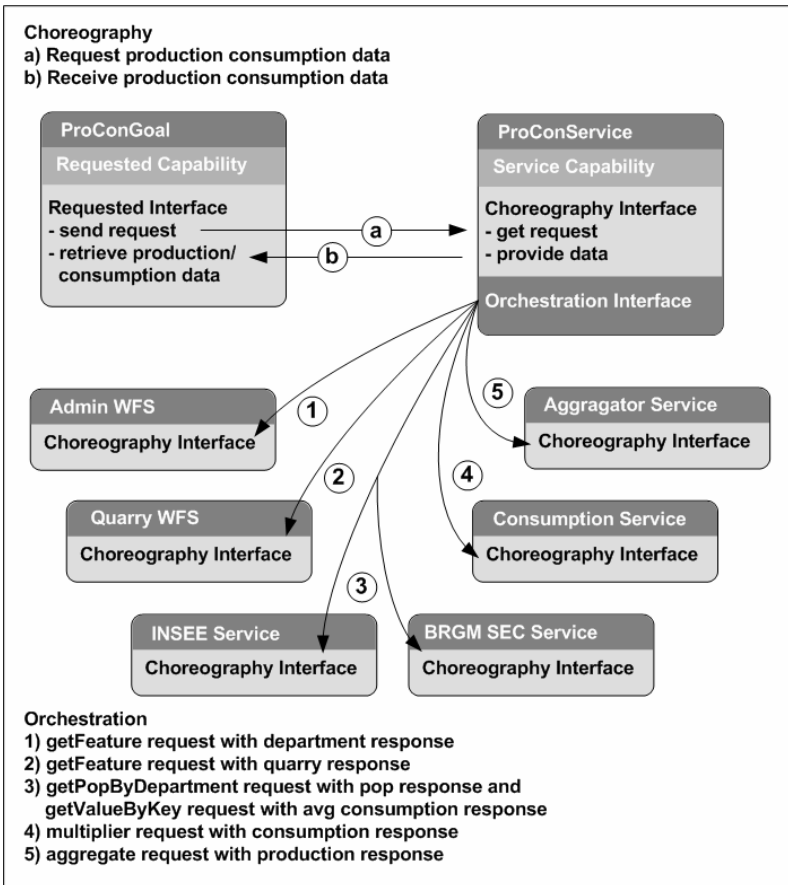 Choreography
a) Request production consumption data
b) Receive production consumption data
ProConGoal
Requested Capability
Requested Interface
- send request
- retrieve production/
consumption data
a
b
ProConService
Service Capability
Choreography Interface
- get request
- provide data
Orchestration Interface
1
2
3
4
5
Admin WFS
Choreography Interface
Aggragator Service
Choreography Interface
Quarry WFS
Choreography Interface
Consumption Service
Choreography Interface
INSEE Service
Choreography Interface
BRGM SEC Service
Choreography Interface
Orchestration
1) getFeature request with department response
2) getFeature request with quarry response
3) getPopByDepartment request with pop response and
getValueByKey request with avg consumption response
4) multiplier request with consumption response
5) aggregate request with production response